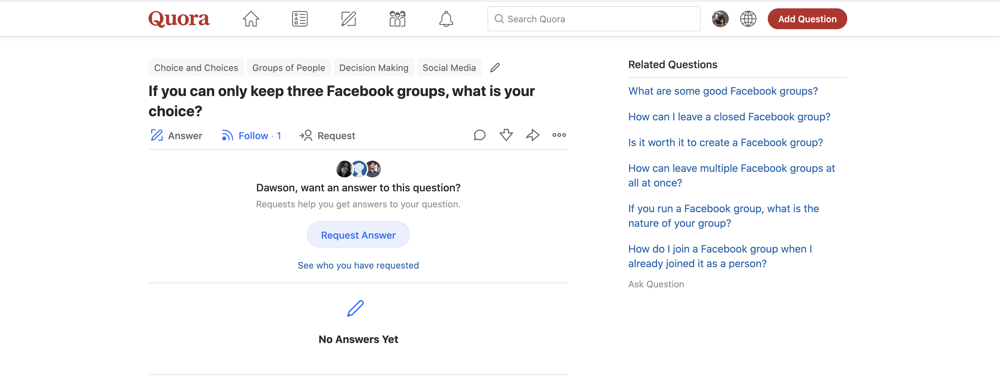 Quora
Search Quora
Add Question
Choice and Choices
Groups of People
Decision Making
Social Media
If you can only keep three Facebook groups, what is your
choice?
Answer
Follow · 1
Request
Dawson, want an answer to this question?
Requests help you get answers to your question.
Request Answer
See who you have requested
No Answers Yet
Related Questions
What are some good Facebook groups?
How can I leave a closed Facebook group?
Is it worth it to create a Facebook group?
How can leave multiple Facebook groups at
all at once?
If you run a Facebook group, what is the
nature of your group?
How do I join a Facebook group when I
already joined it as a person?
Ask Question